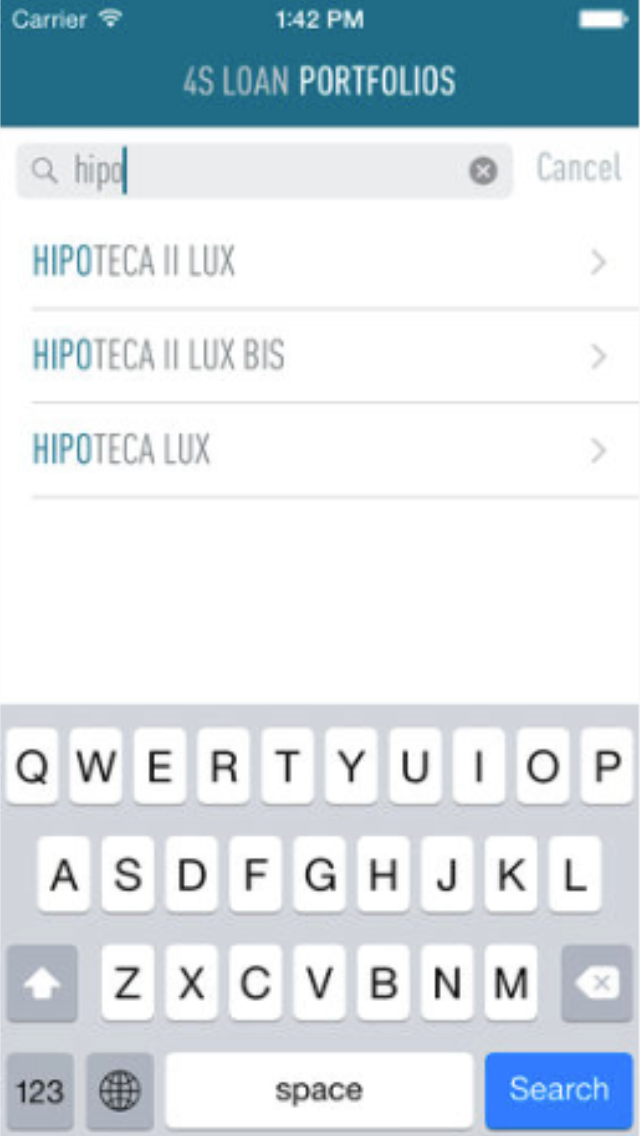 Carrier 1:42 PM
4S LOAN PORTFOLIOS
hipo Cancel
HIPOTECA II LUX
HIPOTECA II LUX BIS
HIPOTECA LUX
Q W E R T Y U I O P
A S D F G H J K L
Z X C V B N M
123 space Search